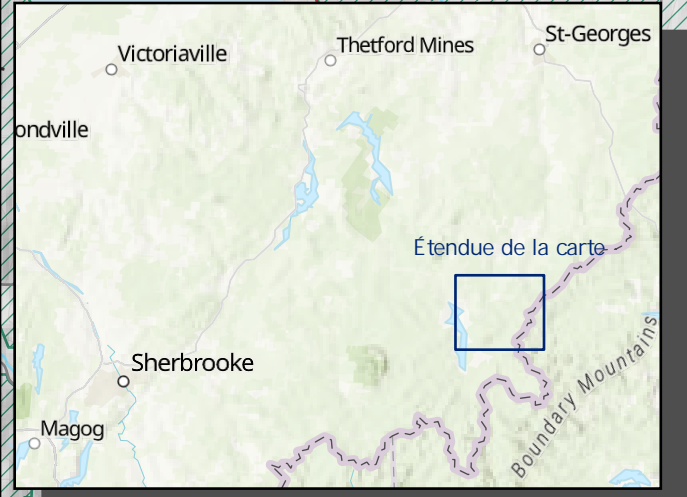 St-Georges
Thetford Mines
Victoriaville
ondville
Étendue de la carte
Boundary Mountains
Sherbrooke
Magog